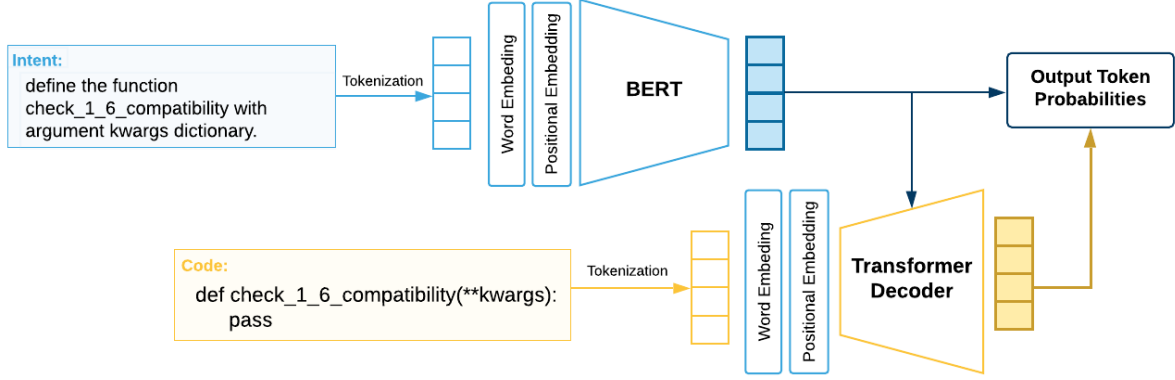 Intent:
define the function
check_1_6_compatibility with
argument kwargs dictionary.
Tokenization
Word Embeding
Positional Embedding
BERT
Output Token
Probabilities
Code:
def check_1_6_compatibility(**kwargs):
pass
Tokenization
Word Embeding
Positional Embedding
Transformer
Decoder